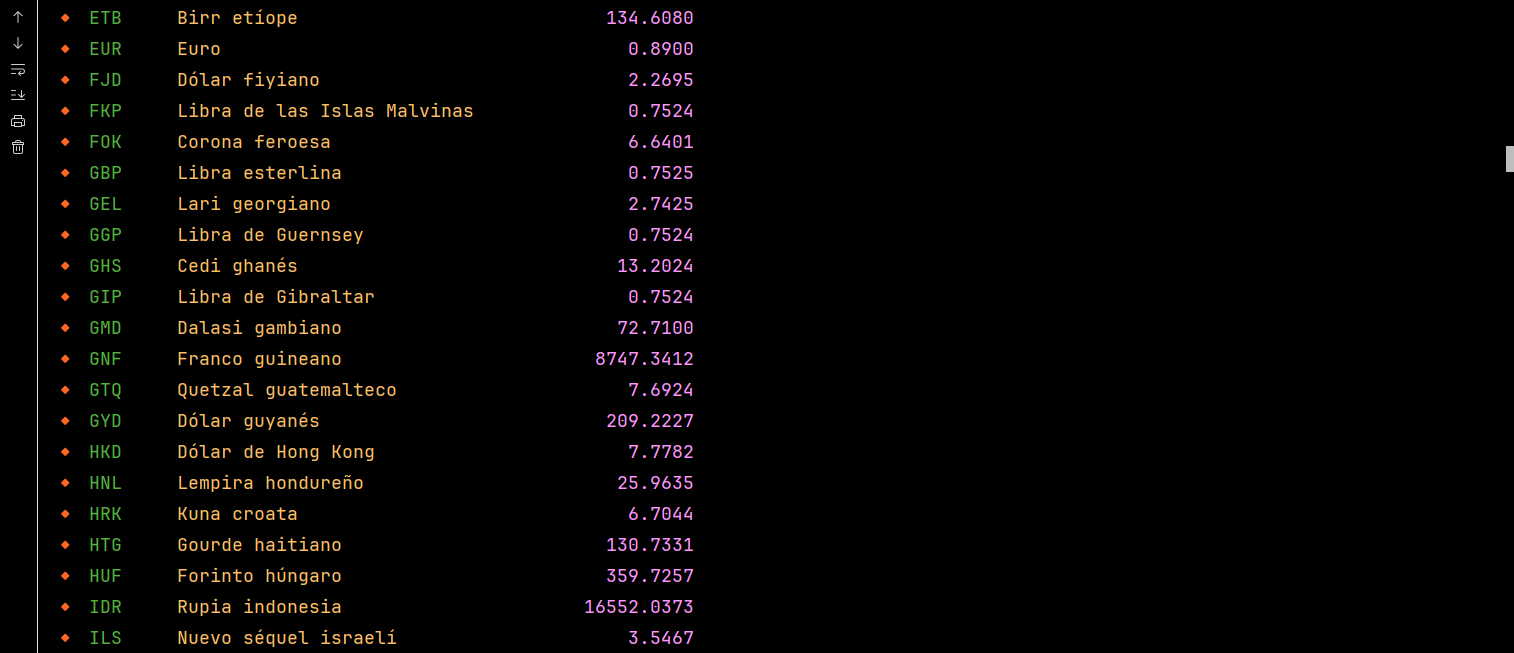 ◆ ETB Birr etíope 134.6080
◆ EUR Euro 0.8900
◆ FJD Dólar fiyiano 2.2695
◆ FKP Libra de las Islas Malvinas 0.7524
◆ FOK Corona feroesa 6.6401
◆ GBP Libra esterlina 0.7525
◆ GEL Lari georgiano 2.7425
◆ GGP Libra de Guernsey 0.7524
◆ GHS Cedi ghanés 13.2024
◆ GIP Libra de Gibraltar 0.7524
◆ GMD Dalasi gambiano 72.7100
◆ GNF Franco guineano 8747.3412
◆ GTQ Quetzal guatemalteco 7.6924
◆ GYD Dólar guyanés 209.2227
◆ HKD Dólar de Hong Kong 7.7782
◆ HNL Lempira hondureño 25.9635
◆ HRK Kuna croata 6.7044
◆ HTG Gourde haitiano 130.7331
◆ HUF Forinto húngaro 359.7257
◆ IDR Rupia indonesia 16552.0373
◆ ILS Nuevo séquel israelí 3.5467